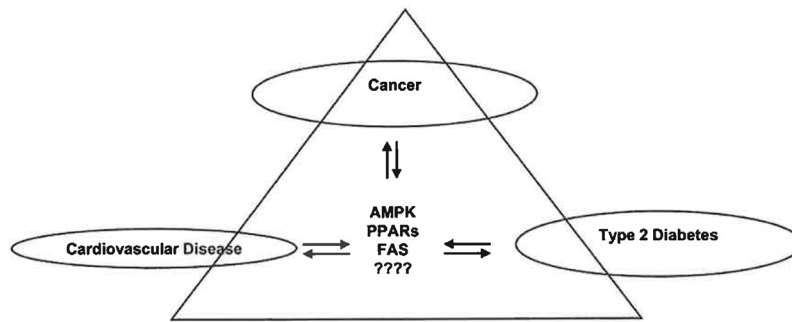 Cancer
AMPK
PPARs
FAS
????
Cardiovascular Disease
Type 2 Diabetes